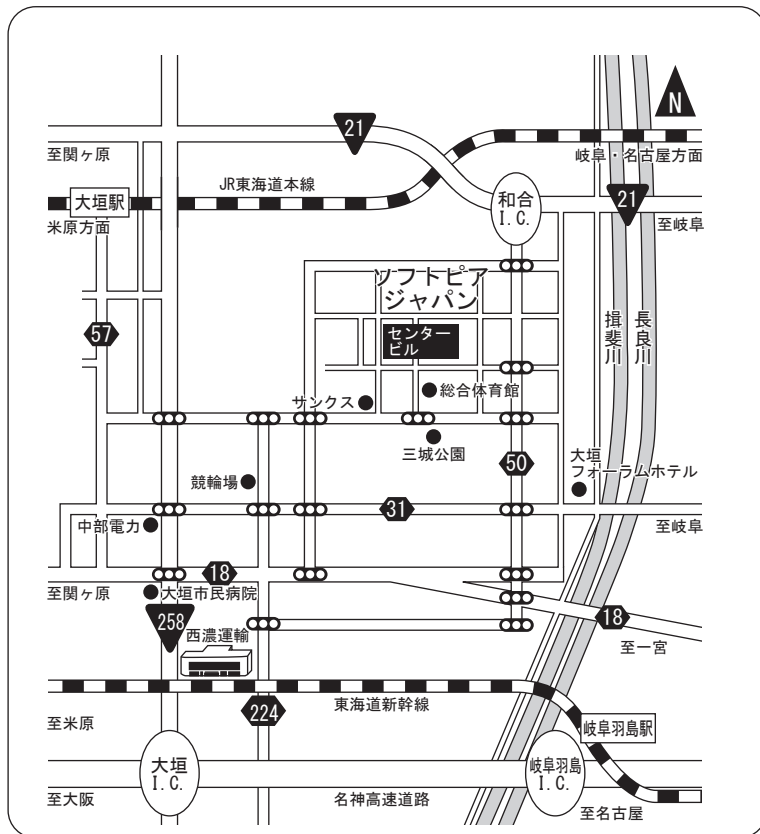 21
N
至関ヶ原
岐阜・名古屋方面
JR東海道本線
大垣駅
和合
I.C.
21
米原方面
至岐阜
ソフトピア
ジャパン
57
センター
ビル
揖斐川
長良川
総合体育館
サンクス
三城公園
50
大垣
フォーラムホテル
競輪場
31
中部電力
至岐阜
18
至関ヶ原
大垣市民病院
258
18
西濃運輸
至一宮
224
東海道新幹線
至米原
岐阜羽島駅
大垣
I.C.
岐阜羽島
I.C.
至大阪
名神高速道路
至名古屋